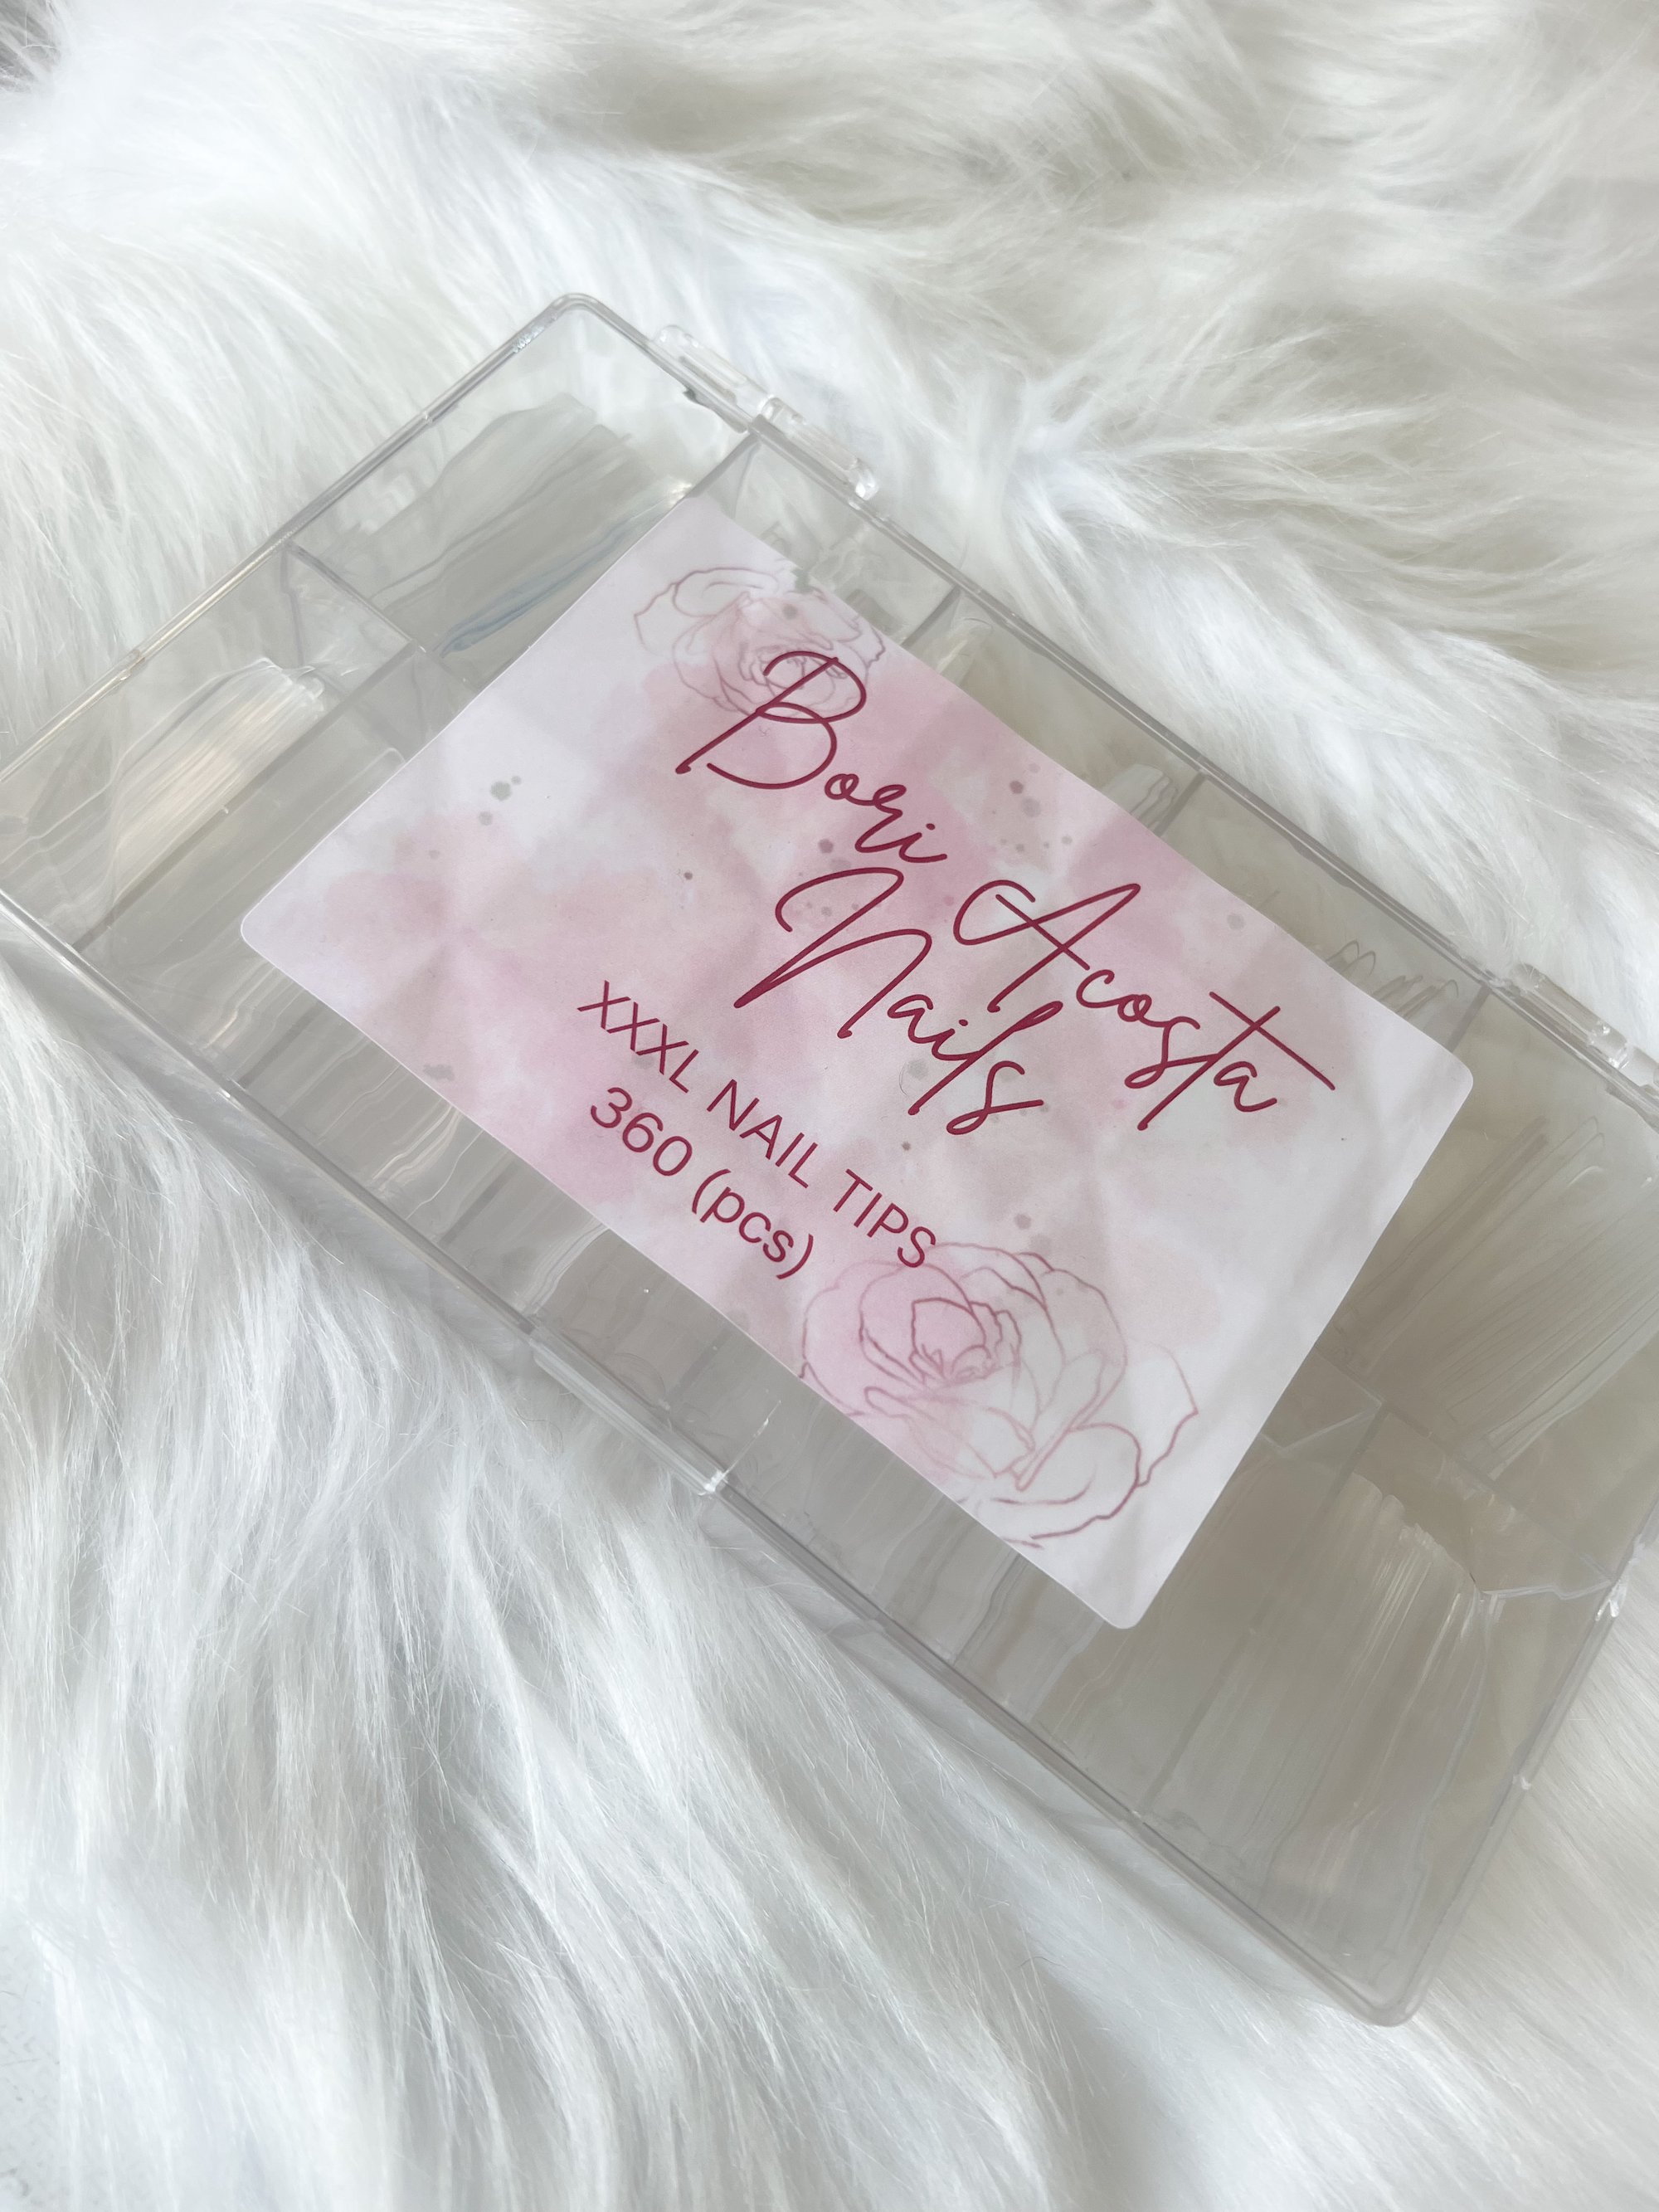 Bori Acosta
Nails
XXXL NAIL TIPS
360 (pcs)